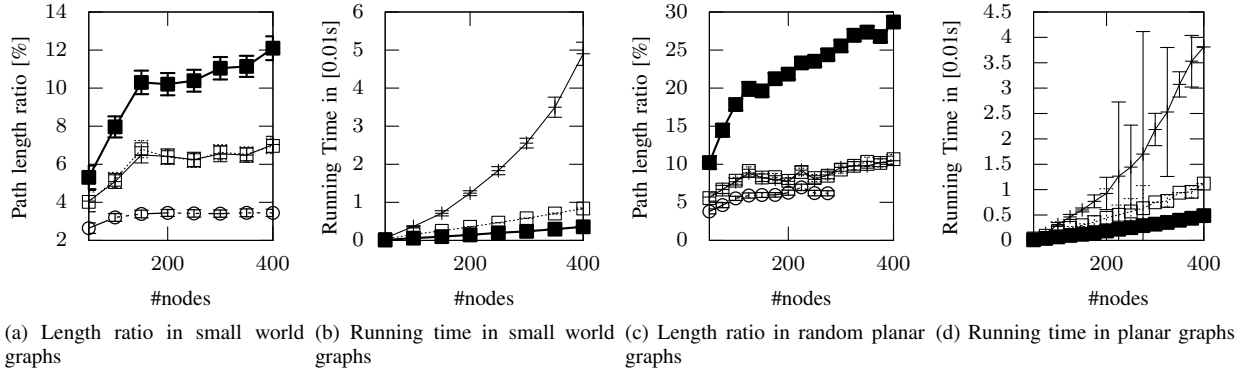 14
12
10
8
6
4
2
200
400
Path length ratio [%]
#nodes
6
5
4
3
2
1
0
200
400
Running Time in [0.01s]
#nodes
30
25
20
15
10
5
0
200
400
Path length ratio [%]
#nodes
4.5
4
3.5
3
2.5
2
1.5
1
0.5
0
200
400
Running Time in [0.01s]
#nodes
(a) Length ratio in small world
graphs
(b) Running time in small world
graphs
(c) Length ratio in random planar
graphs
(d) Running time in planar graphs